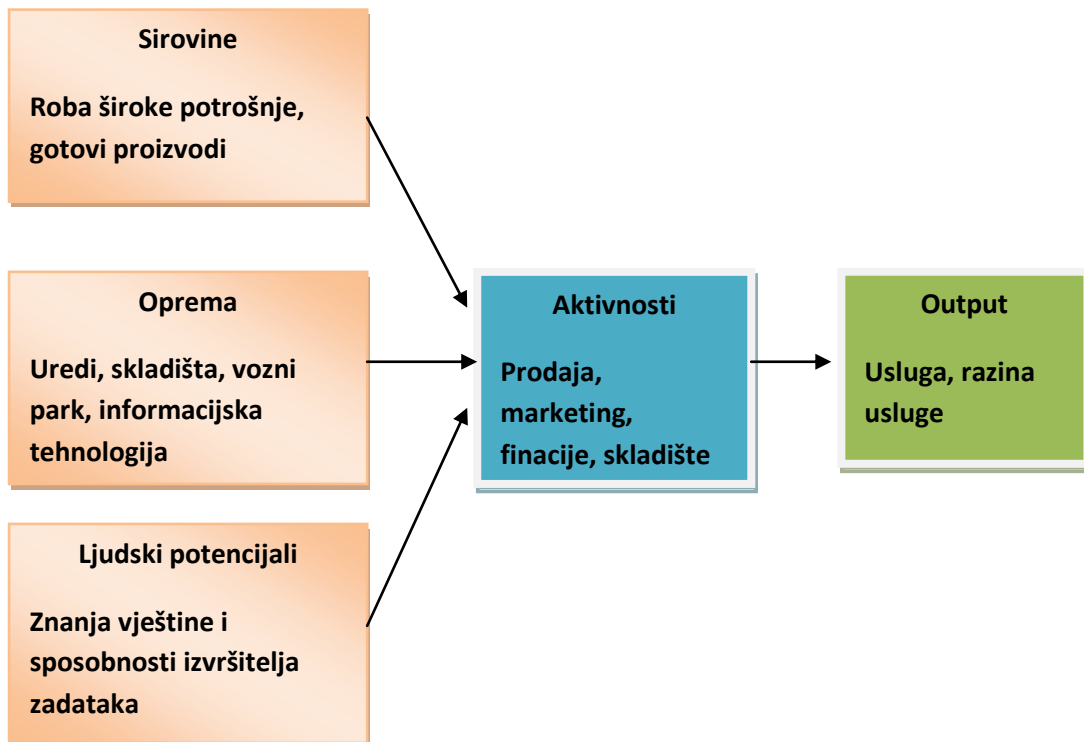 Sirovine
Roba široke potrošnje,
gotovi proizvodi
Oprema
Uredi, skladišta, vozni
park, informacijska
tehnologija
Ljudski potencijali
Znanja vještine i
sposobnosti izvršitelja
zadataka
Aktivnosti
Prodaja,
marketing,
finacije, skladište
Output
Usluga, razina
usluge